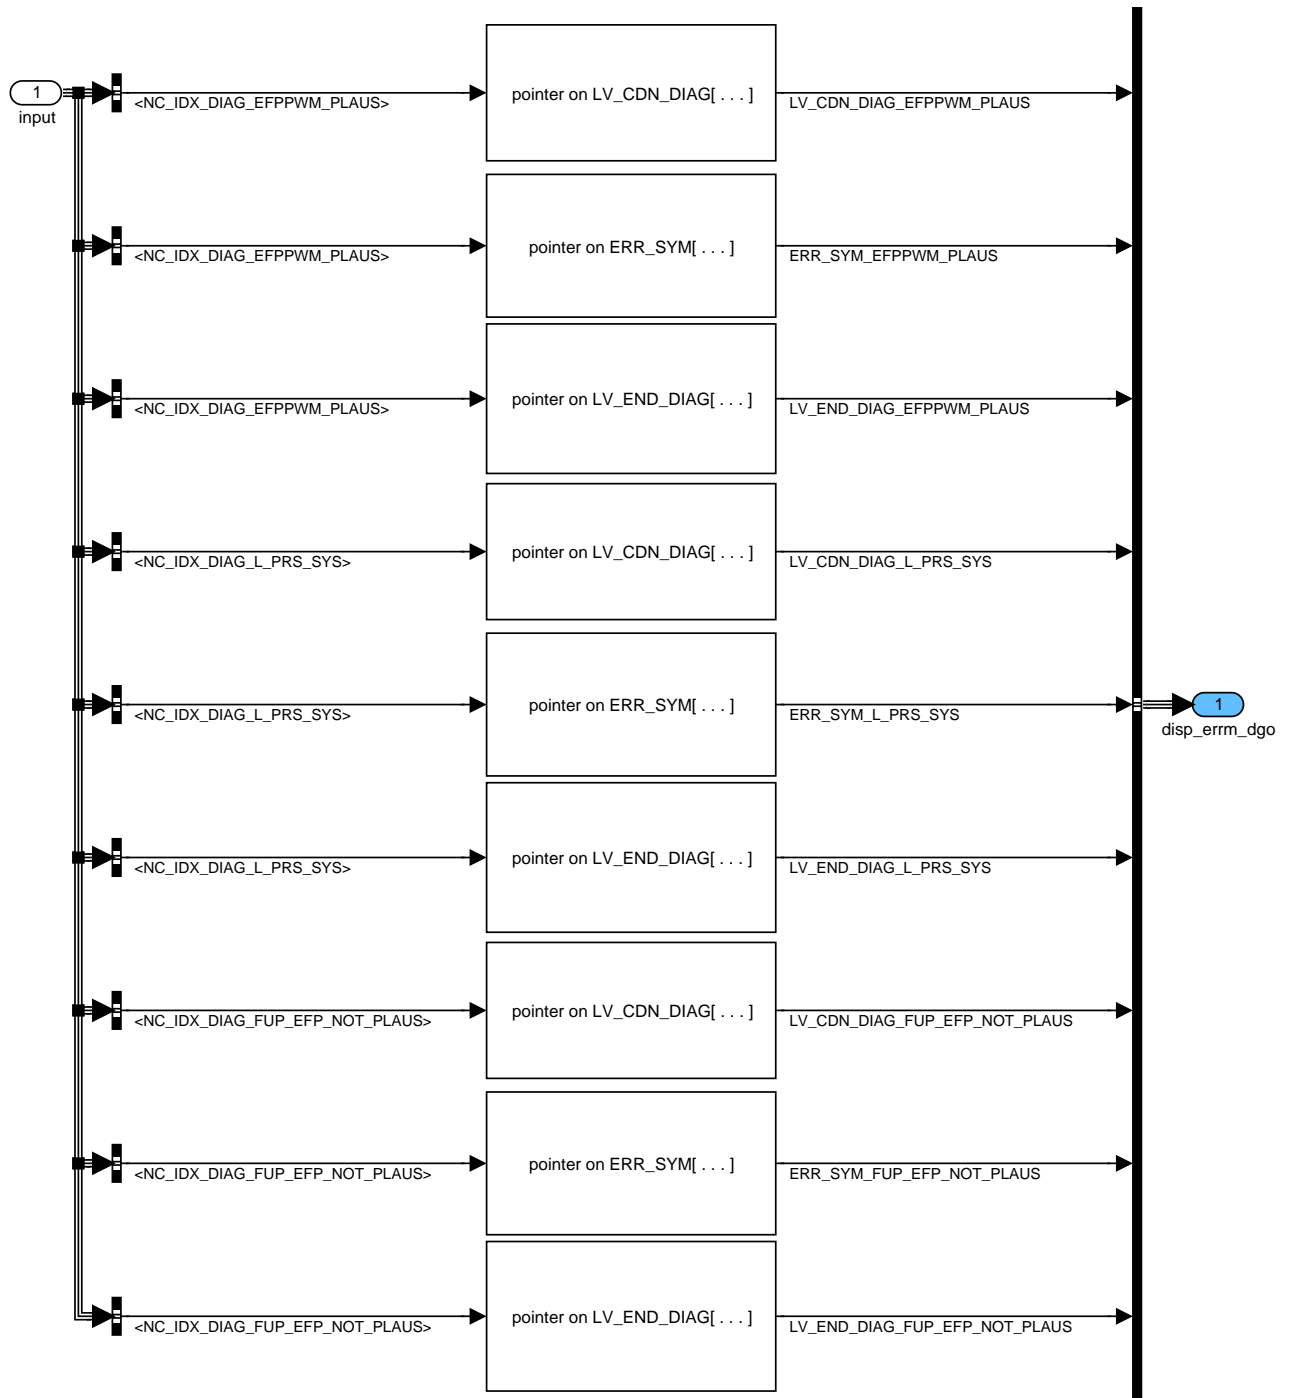 1
input
<NC_IDX_DIAG_EFPPWM_PLAUS>
pointer on LV_CDN_DIAG[ . . . ]
LV_CDN_DIAG_EFPPWM_PLAUS
<NC_IDX_DIAG_EFPPWM_PLAUS>
pointer on ERR_SYM[ . . . ]
ERR_SYM_EFPPWM_PLAUS
<NC_IDX_DIAG_EFPPWM_PLAUS>
pointer on LV_END_DIAG[ . . . ]
LV_END_DIAG_EFPPWM_PLAUS
<NC_IDX_DIAG_L_PRS_SYS>
pointer on LV_CDN_DIAG[ . . . ]
LV_CDN_DIAG_L_PRS_SYS
<NC_IDX_DIAG_L_PRS_SYS>
pointer on ERR_SYM[ . . . ]
ERR_SYM_L_PRS_SYS
1
disp_errm_dgo
<NC_IDX_DIAG_L_PRS_SYS>
pointer on LV_END_DIAG[ . . . ]
LV_END_DIAG_L_PRS_SYS
<NC_IDX_DIAG_FUP_EFP_NOT_PLAUS>
pointer on LV_CDN_DIAG[ . . . ]
LV_CDN_DIAG_FUP_EFP_NOT_PLAUS
<NC_IDX_DIAG_FUP_EFP_NOT_PLAUS>
pointer on ERR_SYM[ . . . ]
ERR_SYM_FUP_EFP_NOT_PLAUS
<NC_IDX_DIAG_FUP_EFP_NOT_PLAUS>
pointer on LV_END_DIAG[ . . . ]
LV_END_DIAG_FUP_EFP_NOT_PLAUS